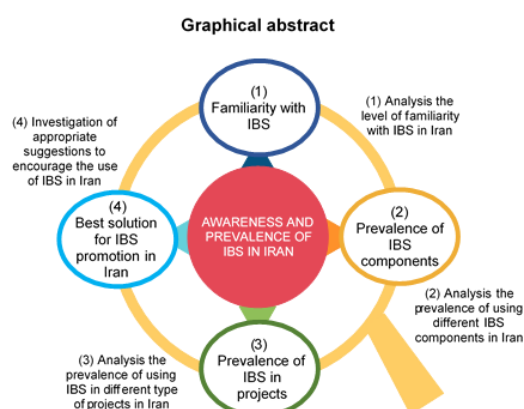 Graphical abstract
(1)
Familiarity with
IBS
(1) Analysis the
level of familiarity
with IBS in Iran
(4) Investigation of
appropriate
suggestions to
encourage the use
of IBS in Iran
(4)
Best solution
for IBS
promotion in
Iran
AWARENESS AND
PREVALENCE OF
IBS IN IRAN
(2)
Prevalence of
IBS
components
(2) Analysis the
prevalence of using
different IBS
components in Iran
(3)
Prevalence of
IBS in
projects
(3) Analysis the
prevalence of using
IBS in different type
of projects in Iran